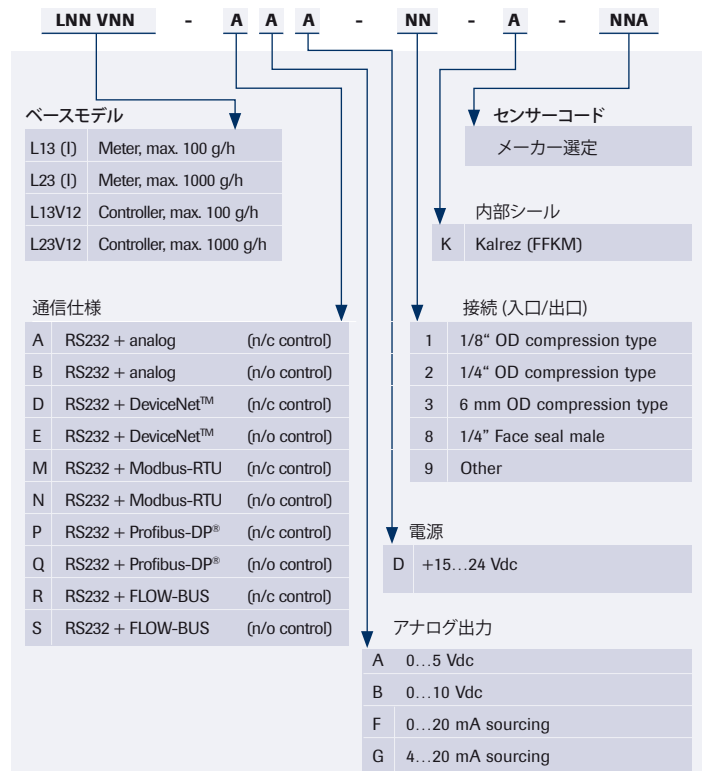 LNN VNN - A A A - NN - A - NNA
ベースモデル
L13 (I) Meter, max. 100 g/h
L23 (I) Meter, max. 1000 g/h
L13V12 Controller, max. 100 g/h
L23V12 Controller, max. 1000 g/h
センサーコード
メーカー選定
内部シール
K Kalrez (FFKM)
通信仕様
A RS232 + analog (n/c control)
B RS232 + analog (n/o control)
D RS232 + DeviceNet™ (n/c control)
E RS232 + DeviceNet™ (n/o control)
M RS232 + Modbus-RTU (n/c control)
N RS232 + Modbus-RTU (n/o control)
P RS232 + Profibus-DP® (n/c control)
Q RS232 + Profibus-DP® (n/o control)
R RS232 + FLOW-BUS (n/c control)
S RS232 + FLOW-BUS (n/o control)
接続 (入口/出口)
1 1/8“ OD compression type
2 1/4“ OD compression type
3 6 mm OD compression type
8 1/4” Face seal male
9 Other
電源
D +15…24 Vdc
アナログ出力
A 0…5 Vdc
B 0…10 Vdc
F 0…20 mA sourcing
G 4…20 mA sourcing